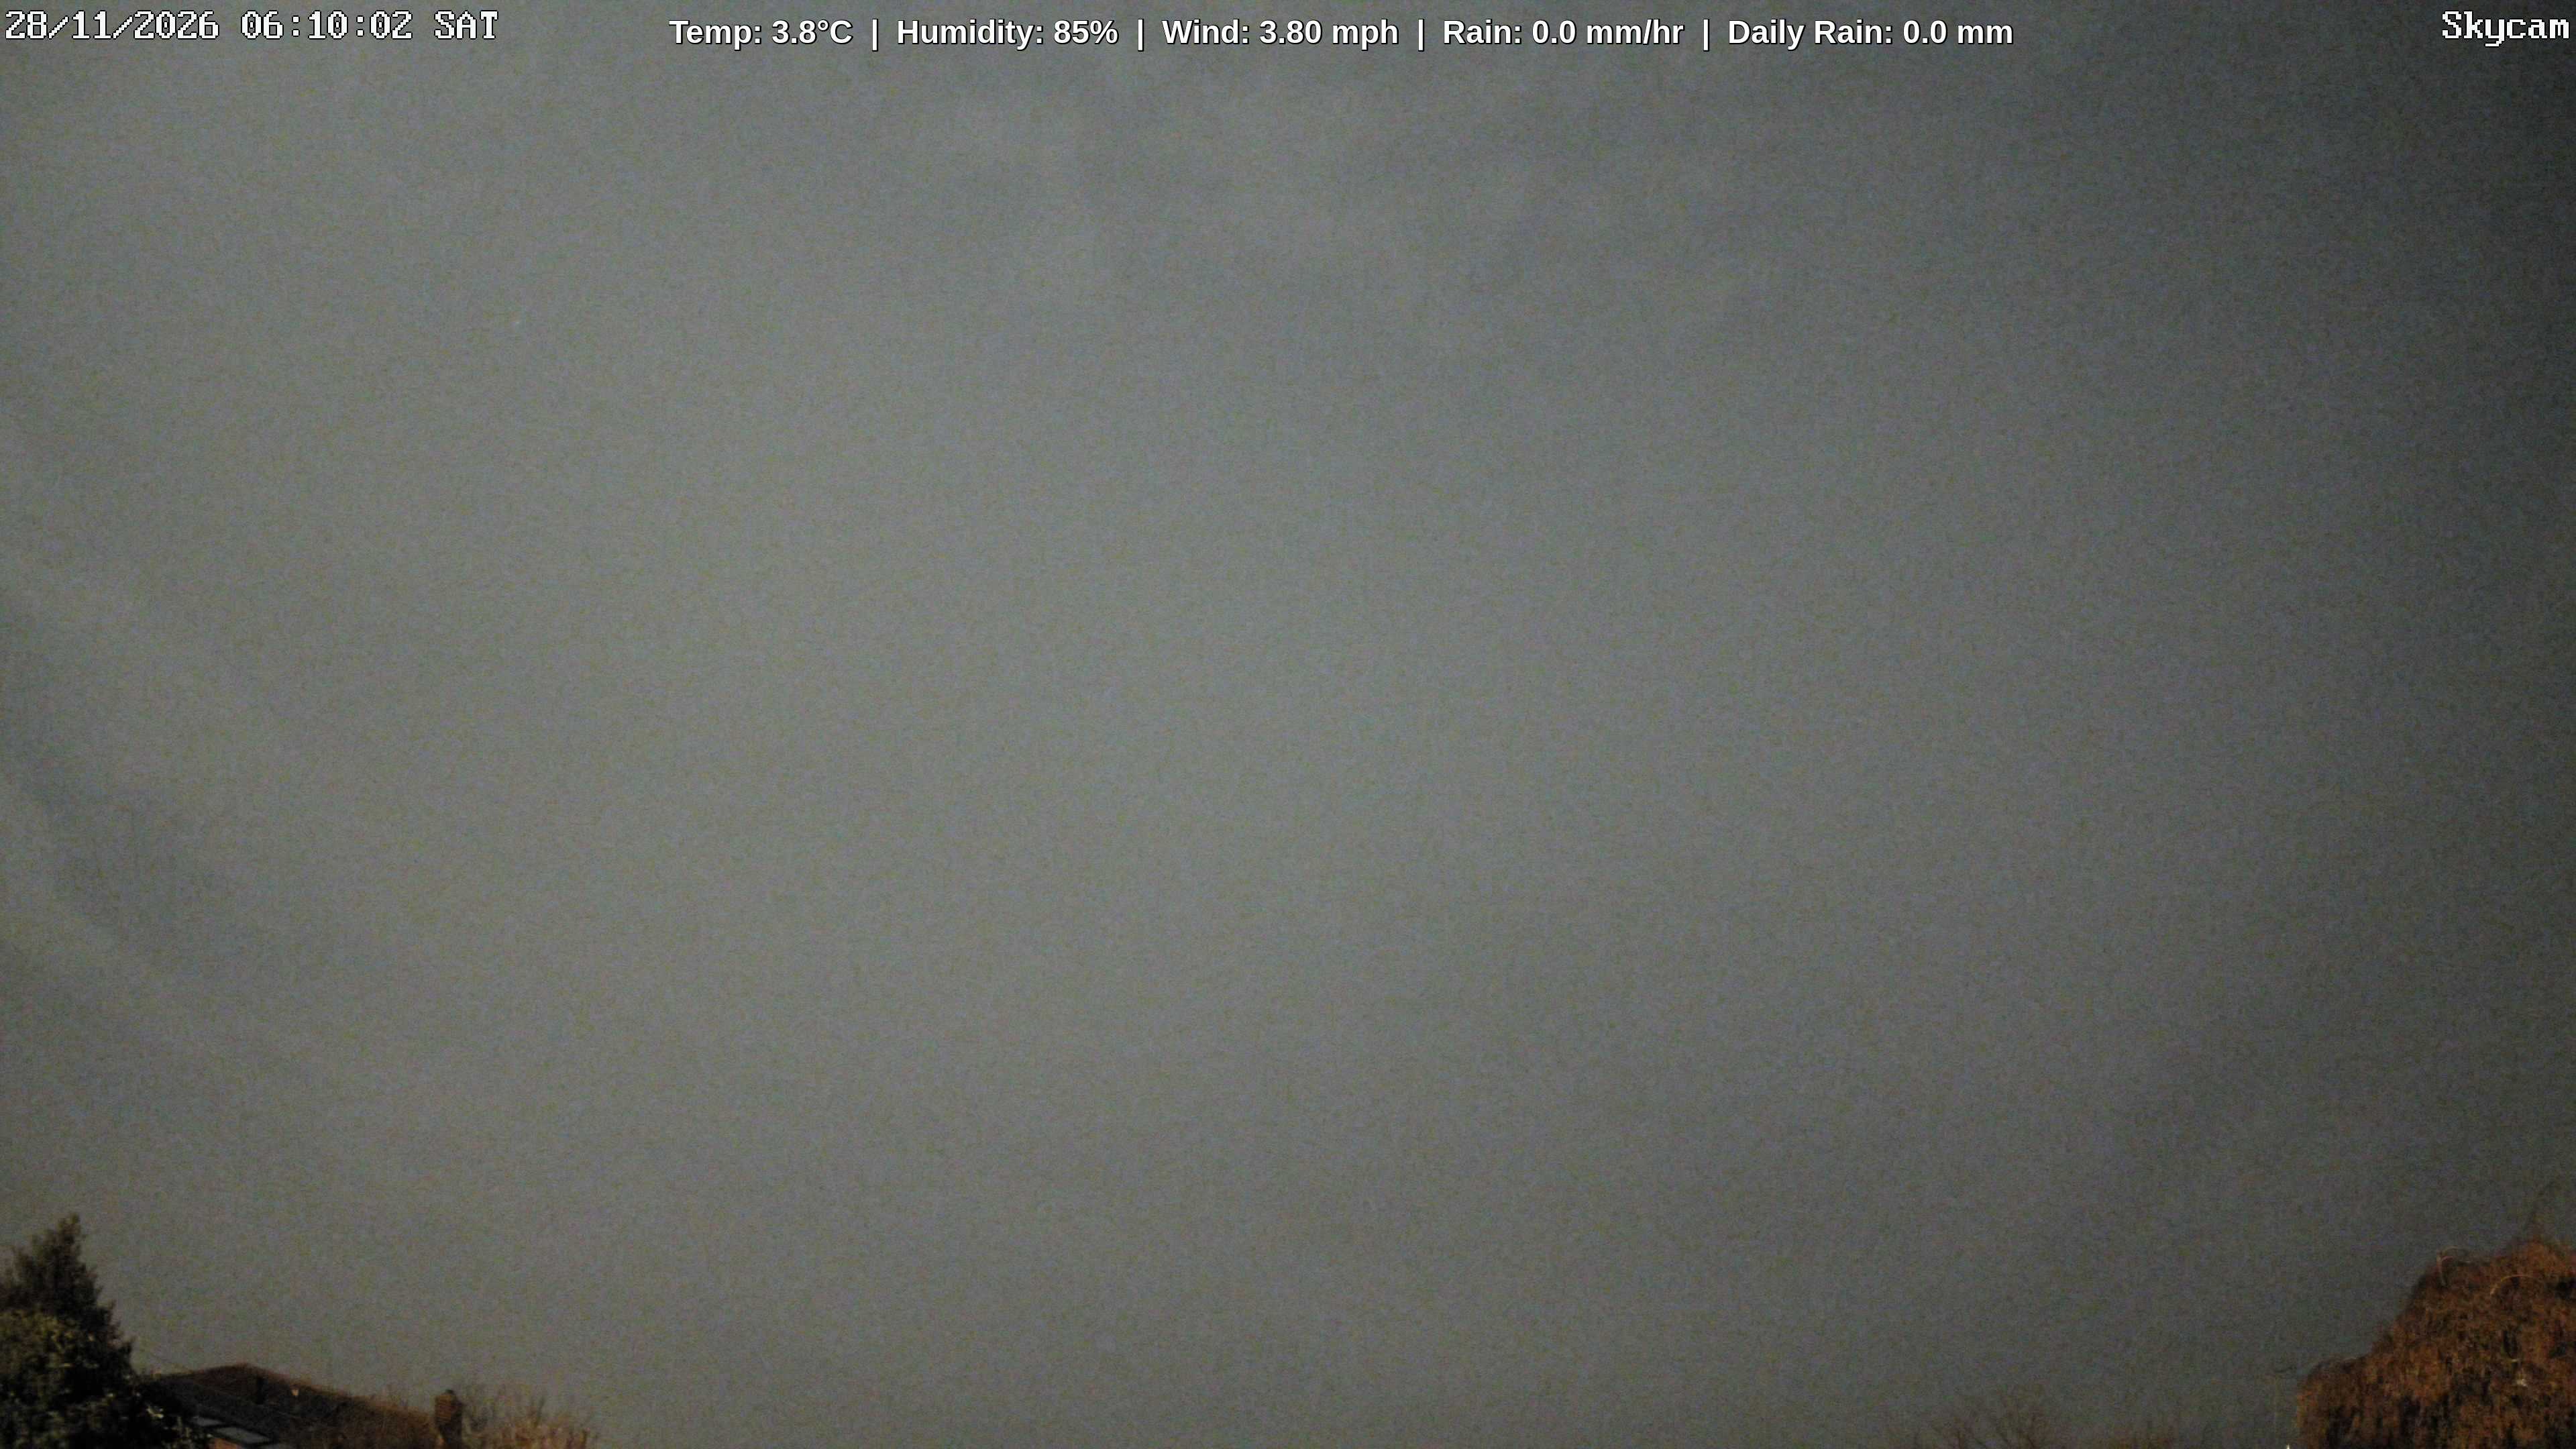 28/11/2026 06:10:02 SAT
Temp: 3.8°C | Humidity: 85% | Wind: 3.80 mph | Rain: 0.0 mm/hr | Daily Rain: 0.0 mm
Skycam